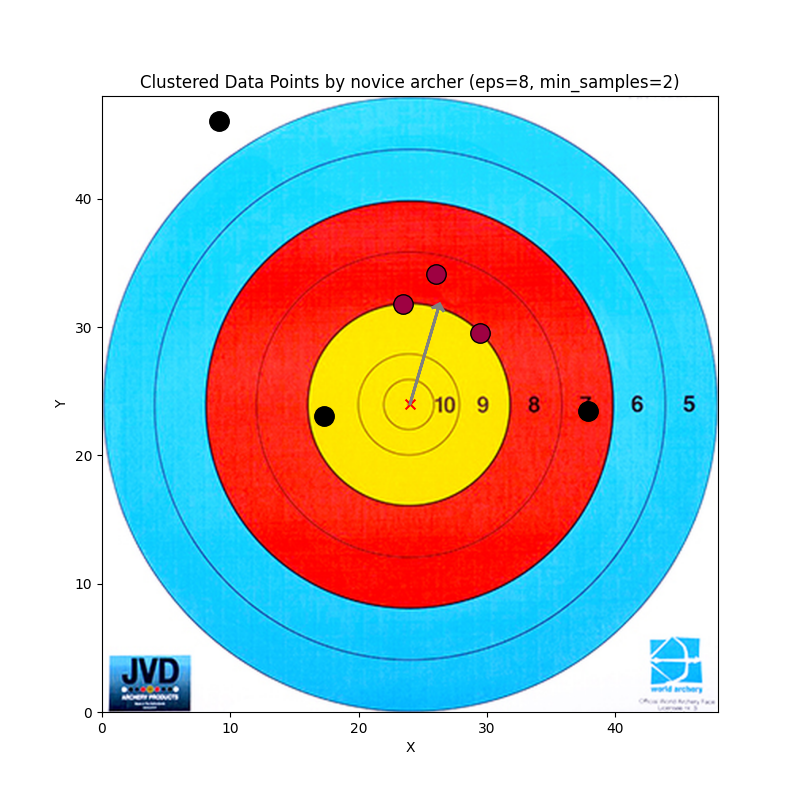 Clustered Data Points by novice archer (eps=8, min_samples=2)
40
30
20
10
0
Y
10 9 8 7 6 5
JVD
ARCHERY PRODUCTS
world archery
Official World Archery Face
0 10 20 30 40
X